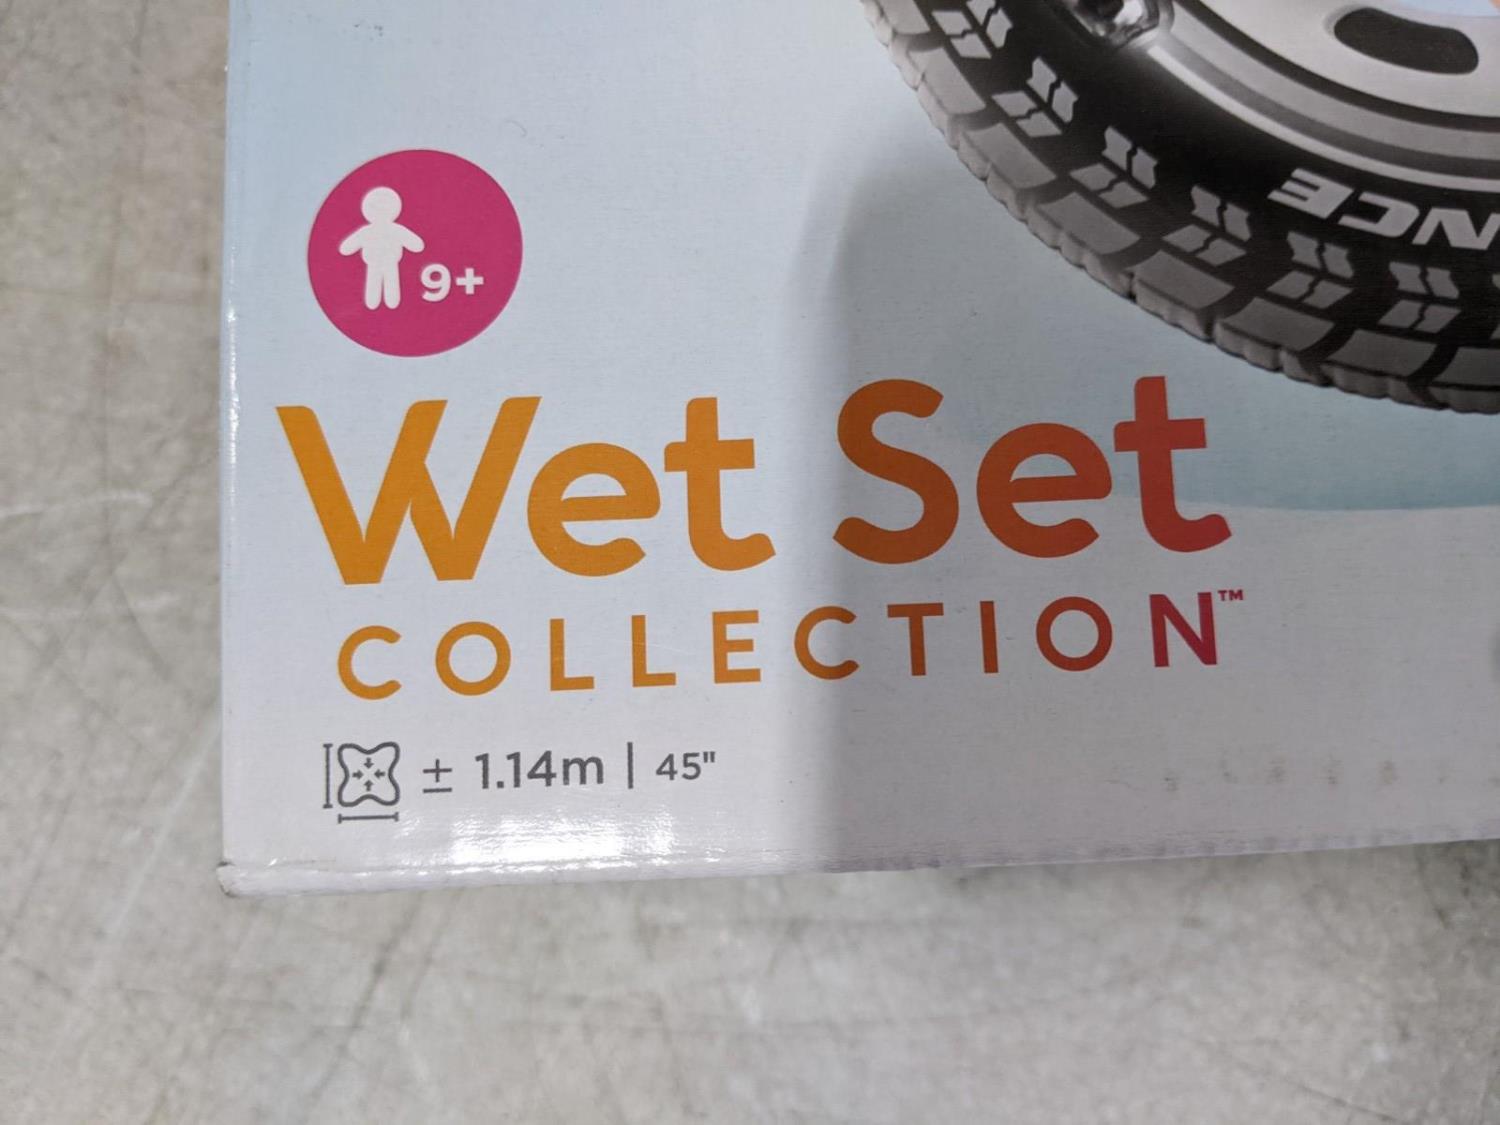 9+
Wet Set
COLLECTION™
± 1.14m | 45"